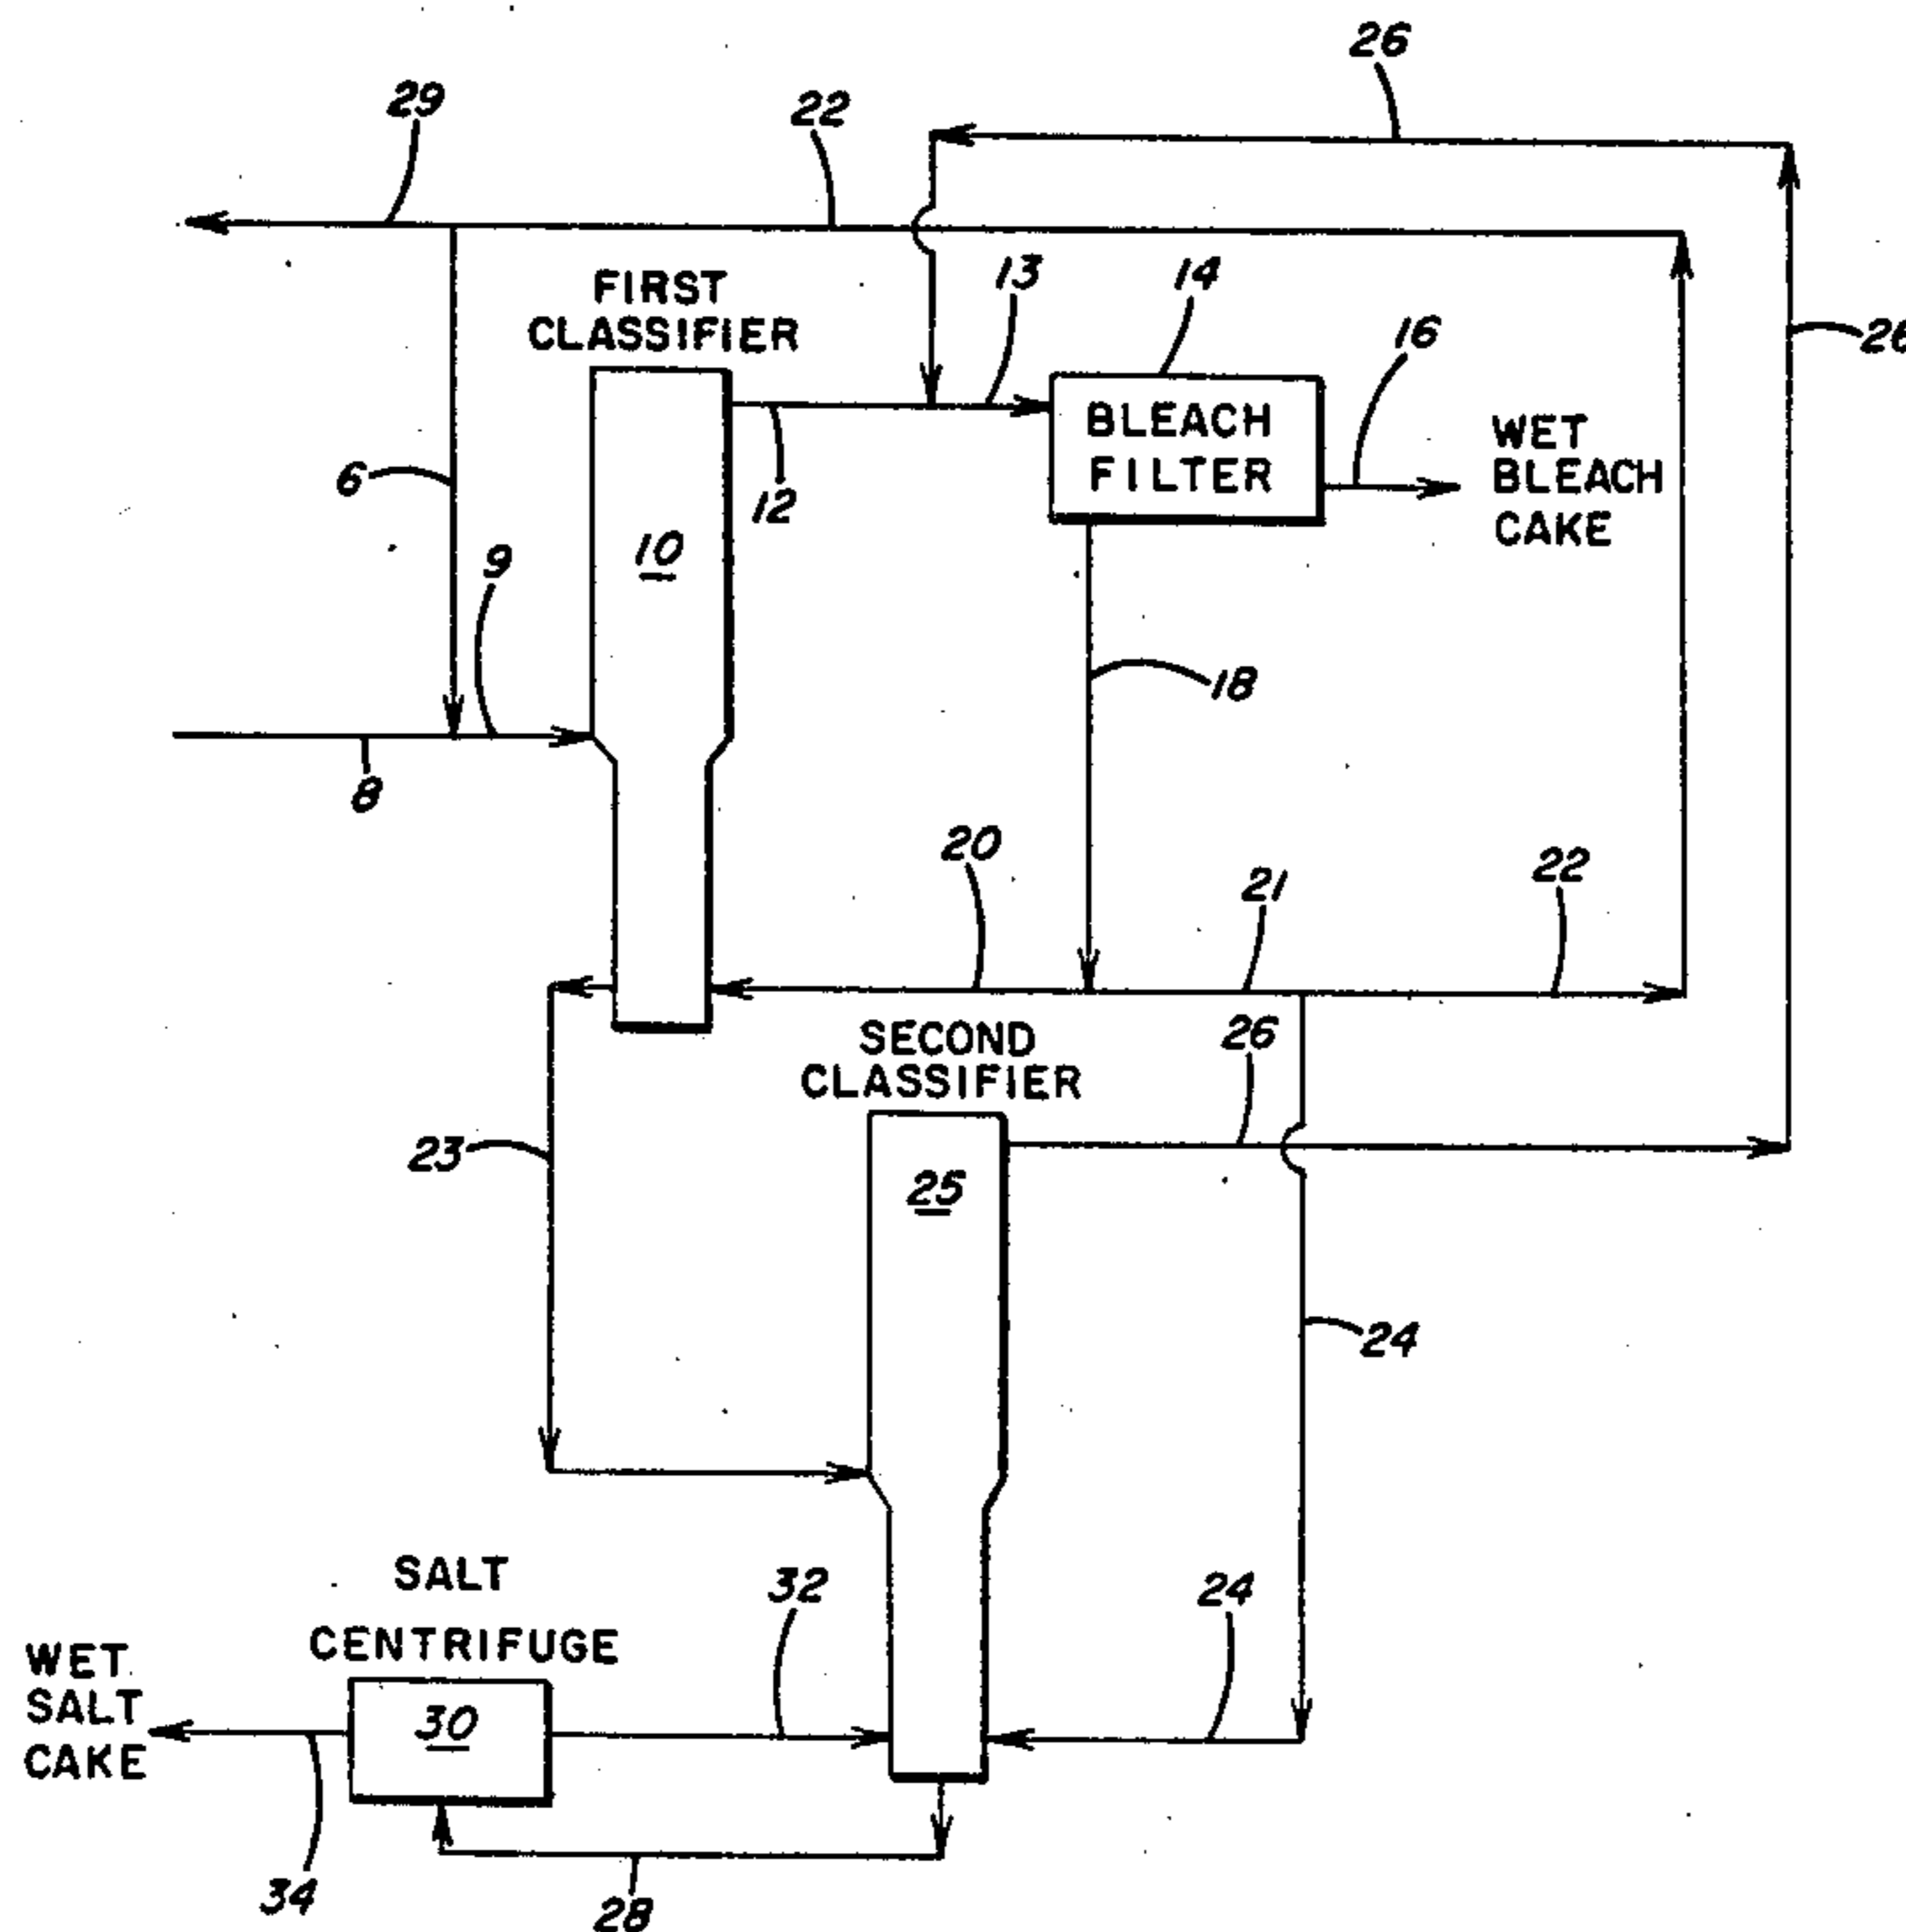 26
29
22
13
14
FIRST
CLASSIFIER
16
26
BLEACH
FILTER
WET
BLEACH
CAKE
6
12
10
9
18
8
20
21
22
SECOND
CLASSIFIER
26
23
25
24
SALT
CENTRIFUGE
32
24
WET
SALT
CAKE
30
34
28